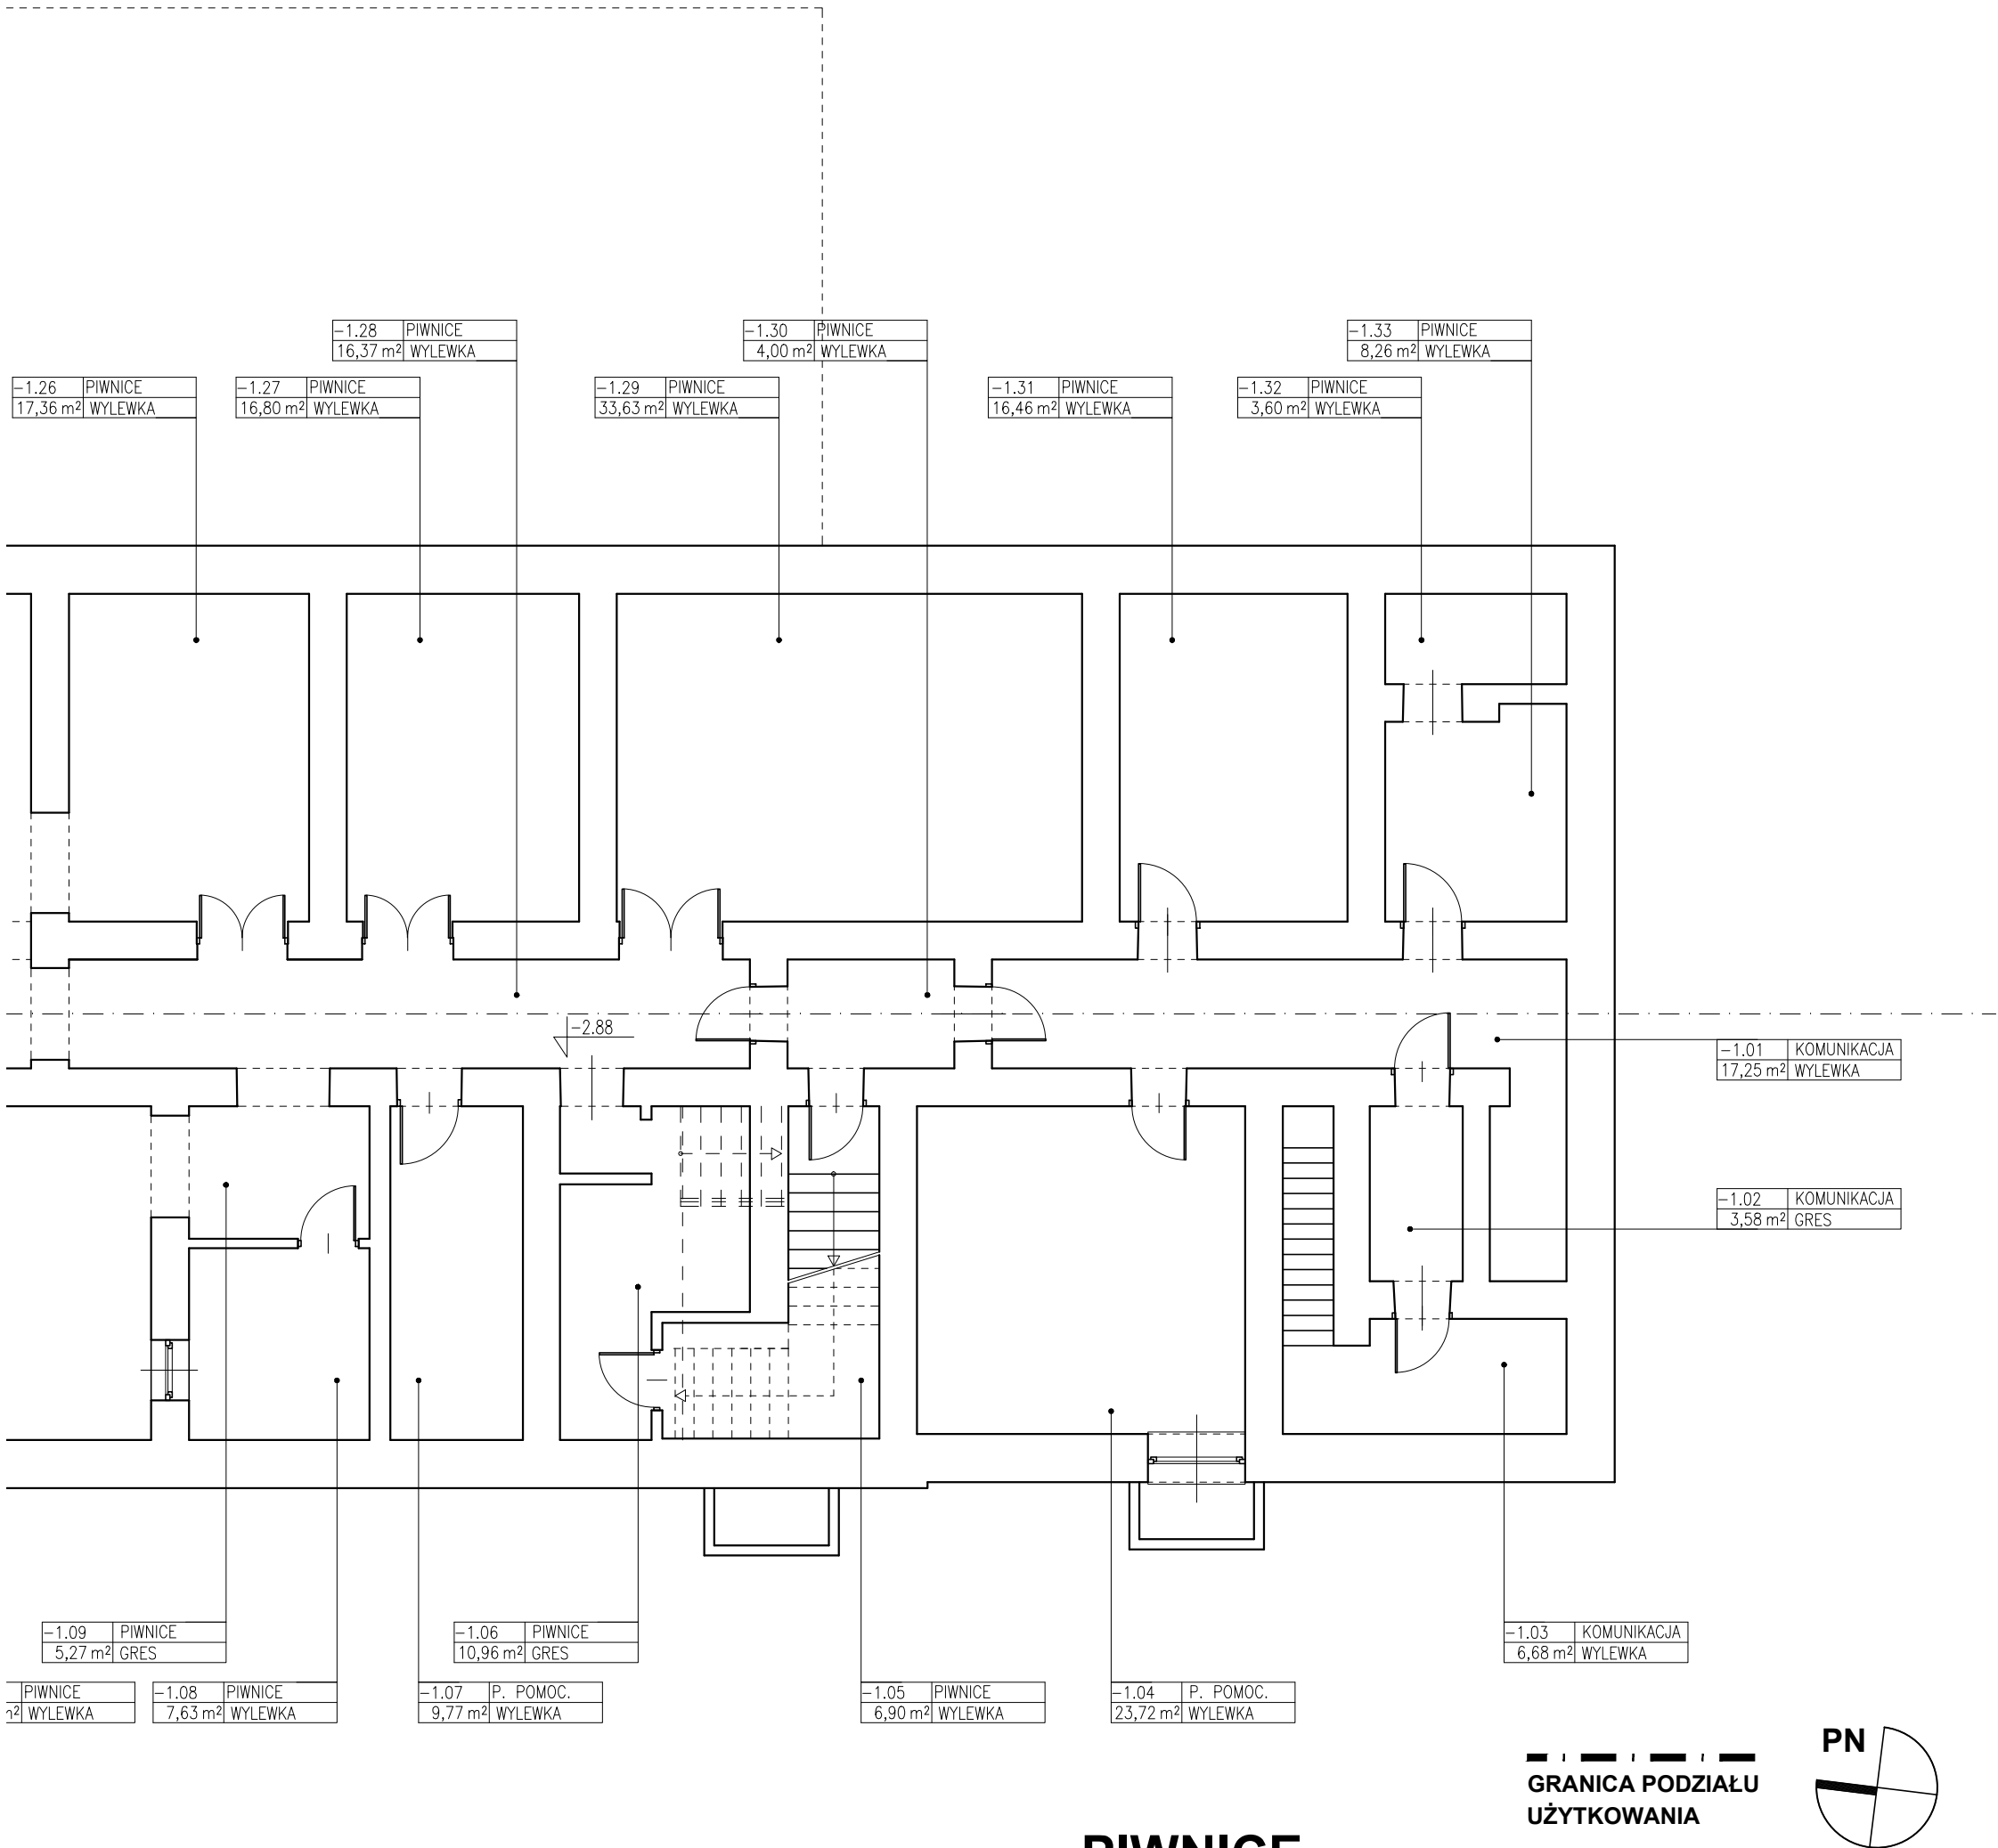 -1.28 PIWNICE
16,37 m² WYLEWKA
-1.30 PIWNICE
4,00 m² WYLEWKA
-1.33 PIWNICE
8,26 m² WYLEWKA
-1.26 PIWNICE
17,36 m² WYLEWKA
-1.27 PIWNICE
16,80 m² WYLEWKA
-1.29 PIWNICE
33,63 m² WYLEWKA
-1.31 PIWNICE
16,46 m² WYLEWKA
-1.32 PIWNICE
3,60 m² WYLEWKA
-2.88
-1.01 KOMUNIKACJA
17,25 m² WYLEWKA
-1.02 KOMUNIKACJA
3,58 m² GRES
-1.09 PIWNICE
5,27 m² GRES
-1.06 PIWNICE
10,96 m² GRES
-1.03 KOMUNIKACJA
6,68 m² WYLEWKA
PIWNICE
m² WYLEWKA
-1.08 PIWNICE
7,63 m² WYLEWKA
-1.07 P. POMOC.
9,77 m² WYLEWKA
-1.05 PIWNICE
6,90 m² WYLEWKA
-1.04 P. POMOC.
23,72 m² WYLEWKA
PN
GRANICA PODZIAŁU
UŻYTKOWANIA
PIWNICE